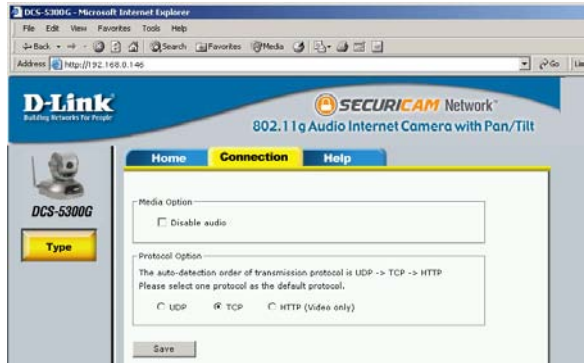 DCS-5300G - Microsoft Internet Explorer
File Edit View Favorites Tools Help
Back Search Favorites Media
Address http://192.168.0.146 Go
D-Link
Building Networks for People
SECURICAM Network
802.11g Audio Internet Camera with Pan/Tilt
Home Connection Help
DCS-5300G
Type
Media Option
Disable audio
Protocol Option
The auto-detection order of transmission protocol is UDP -> TCP -> HTTP
Please select one protocol as the default protocol.
UDP TCP HTTP (Video only)
Save